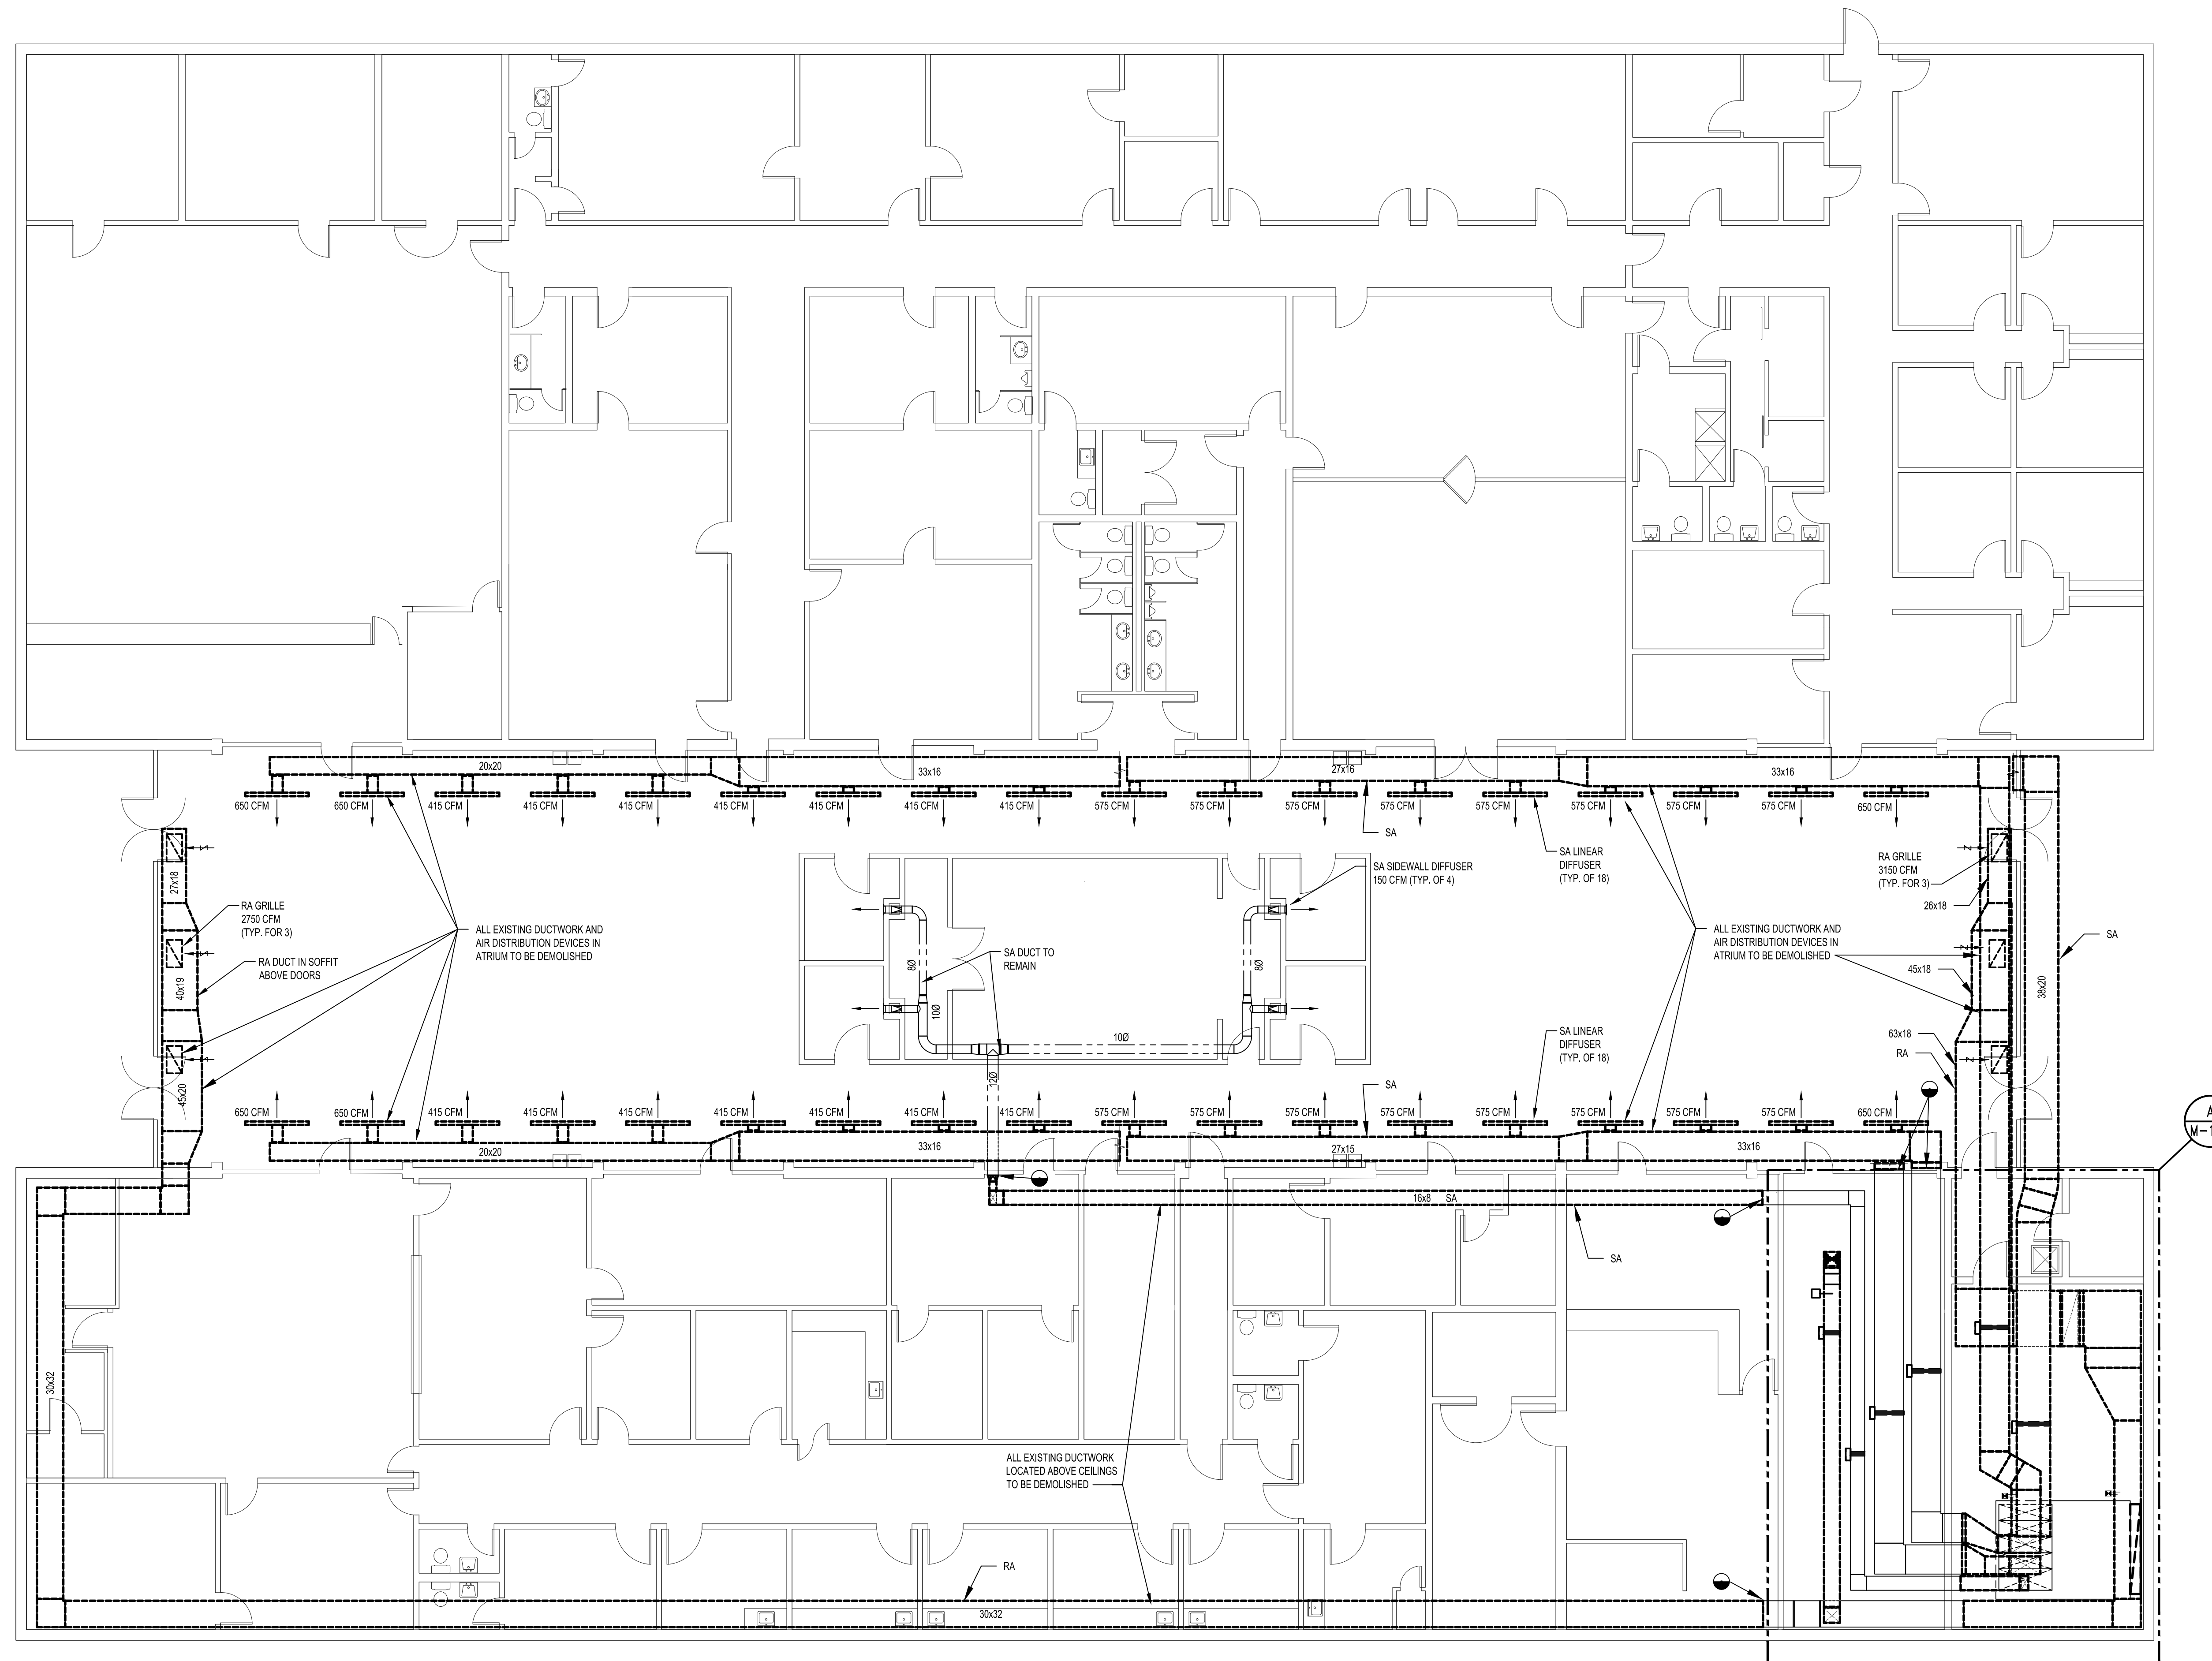 20x20
33x16
27x16
33x16
650 CFM
650 CFM
415 CFM
415 CFM
415 CFM
415 CFM
415 CFM
415 CFM
415 CFM
575 CFM
575 CFM
575 CFM
575 CFM
575 CFM
575 CFM
575 CFM
575 CFM
650 CFM
SA
27x18
RA GRILLE
2750 CFM
(TYP. FOR 3)
RA DUCT IN SOFFIT
ABOVE DOORS
40x19
45x20
ALL EXISTING DUCTWORK AND
AIR DISTRIBUTION DEVICES IN
ATRIUM TO BE DEMOLISHED
SA DUCT TO
REMAIN
8Ø
10Ø
10Ø
8Ø
12Ø
SA SIDEWALL DIFFUSER
150 CFM (TYP. OF 4)
SA LINEAR
DIFFUSER
(TYP. OF 18)
SA LINEAR
DIFFUSER
(TYP. OF 18)
ALL EXISTING DUCTWORK AND
AIR DISTRIBUTION DEVICES IN
ATRIUM TO BE DEMOLISHED
RA GRILLE
3150 CFM
(TYP. FOR 3)
26x18
45x18
63x18
RA
SA
38x20
SA
650 CFM
650 CFM
415 CFM
415 CFM
415 CFM
415 CFM
415 CFM
415 CFM
415 CFM
575 CFM
575 CFM
575 CFM
575 CFM
575 CFM
575 CFM
575 CFM
575 CFM
650 CFM
20x20
33x16
27x15
33x16
A
16x8 SA
SA
30x32
ALL EXISTING DUCTWORK
LOCATED ABOVE CEILINGS
TO BE DEMOLISHED
RA
30x32